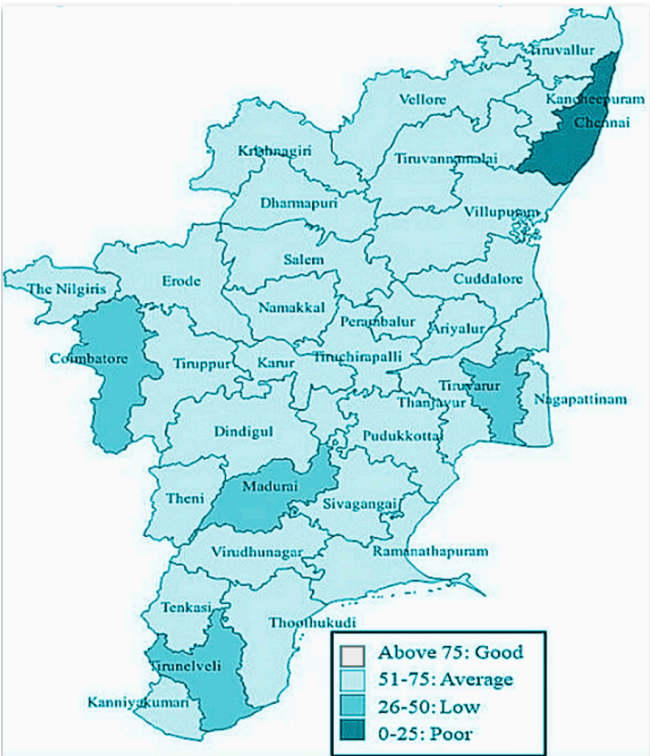 Tiruvallur
Vellore
Kancheepuram
Chennai
Krishnagiri
Tiruvannamalai
Dharmapuri
Villupuram
Salem
The Nilgiris
Erode
Cuddalore
Namakkal
Perambalur
Ariyalur
Coimbatore
Tiruppur
Karur
Tiruchirapalli
Tiruvarur
Thanjavur
Nagapattinam
Dindigul
Pudukkottai
Theni
Madurai
Sivagangai
Virudhunagar
Ramanathapuram
Tenkasi
Thoothukudi
Tirunelveli
Kanniyakumari
Above 75: Good
51-75: Average
26-50: Low
0-25: Poor